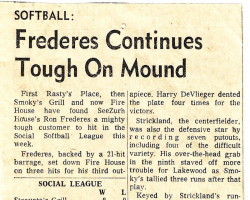 SOFTBALL:
Frederes Continues
Tough On Mound
First Rasty's Place, then
Smoky's Grill and now Fire
House have found SeeZurh
House's Ron Frederes a mighty
tough customer to hit in the
Social Softball League this
week.
Frederes, backed by a 21-hit
barrage, set down Fire House
on three hits for his third out-
SOCIAL LEAGUE
W L
apiece. Harry DeVlieger dented
the plate four times for the
victors.
Strickland, the centerfielder,
was also the defensive star by
recording seven putouts,
including four of the difficult
variety. His over-the-head grab
in the ninth staved off more
trouble for Lakewood as Smo-
ky's tallied three runs after that
play.
Keyed by Strickland's run-